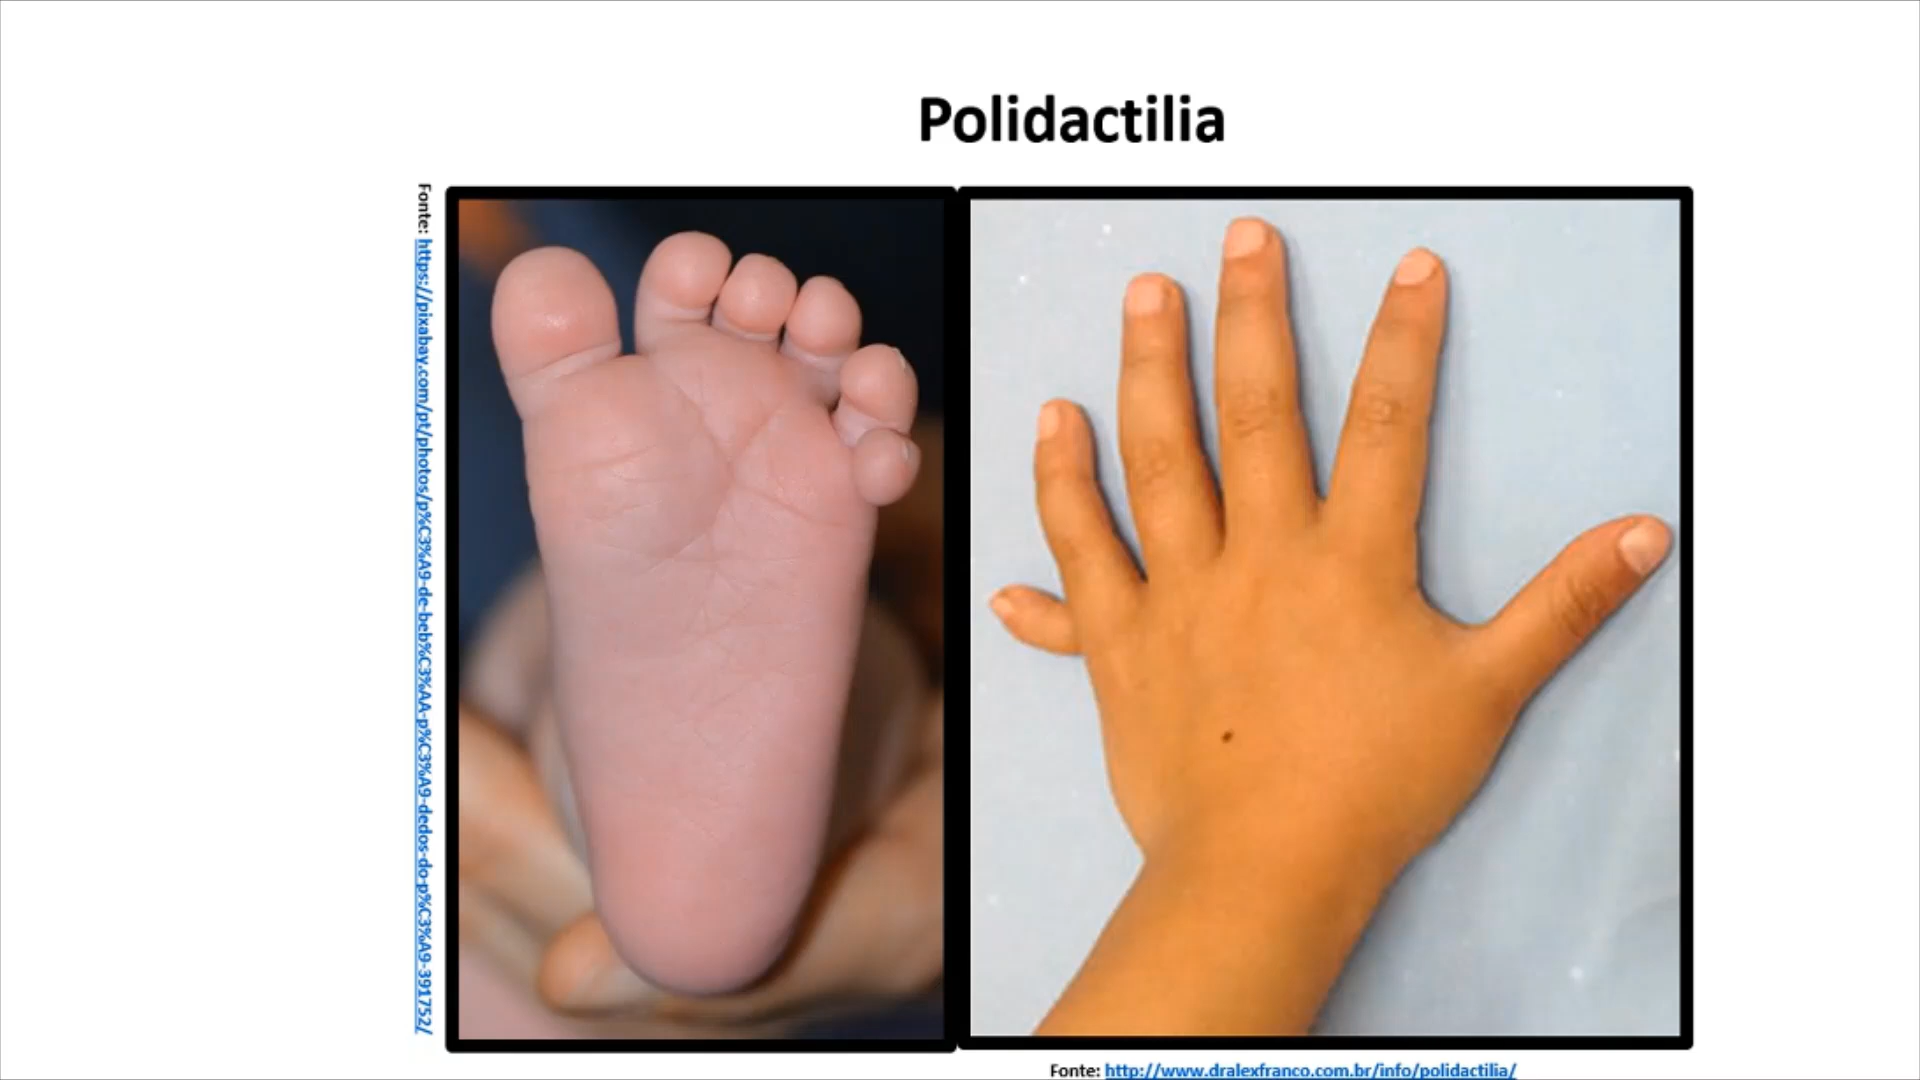 Polidactilia
Fonte: https://pixabay.com/pt/photos/p%C3%A9-de-beb%C3%AA-p%C3%A9-dedos-do-p%C3%A9-391752/
Fonte: http://www.dralexfranco.com.br/info/polidactilia/